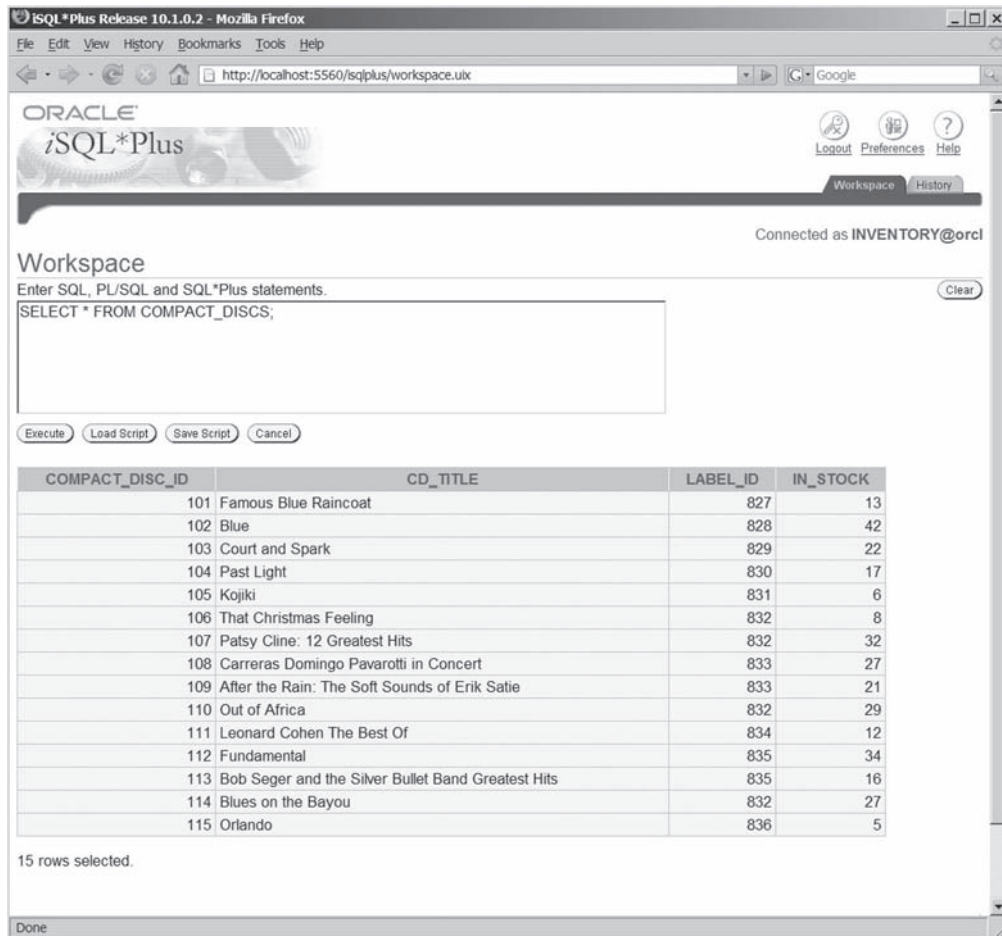 iSQL*Plus Release 10.1.0.2 - Mozilla Firefox
File Edit View History Bookmarks Tools Help
http://localhost:5560/isqlplus/workspace.uix
G Google
ORACLE
iSQL*Plus
Logout Preferences Help
Workspace History
Connected as INVENTORY@orcl
Workspace
Enter SQL, PL/SQL and SQL*Plus statements.
Clear
SELECT * FROM COMPACT_DISCS;
Execute Load Script Save Script Cancel
COMPACT_DISC_ID CD_TITLE LABEL_ID IN_STOCK
101 Famous Blue Raincoat 827 13
102 Blue 828 42
103 Court and Spark 829 22
104 Past Light 830 17
105 Kojiki 831 6
106 That Christmas Feeling 832 8
107 Patsy Cline: 12 Greatest Hits 832 32
108 Carreras Domingo Pavarotti in Concert 833 27
109 After the Rain: The Soft Sounds of Erik Satie 833 21
110 Out of Africa 832 29
111 Leonard Cohen The Best Of 834 12
112 Fundamental 835 34
113 Bob Seger and the Silver Bullet Band Greatest Hits 835 16
114 Blues on the Bayou 832 27
115 Orlando 836 5
15 rows selected.
Done